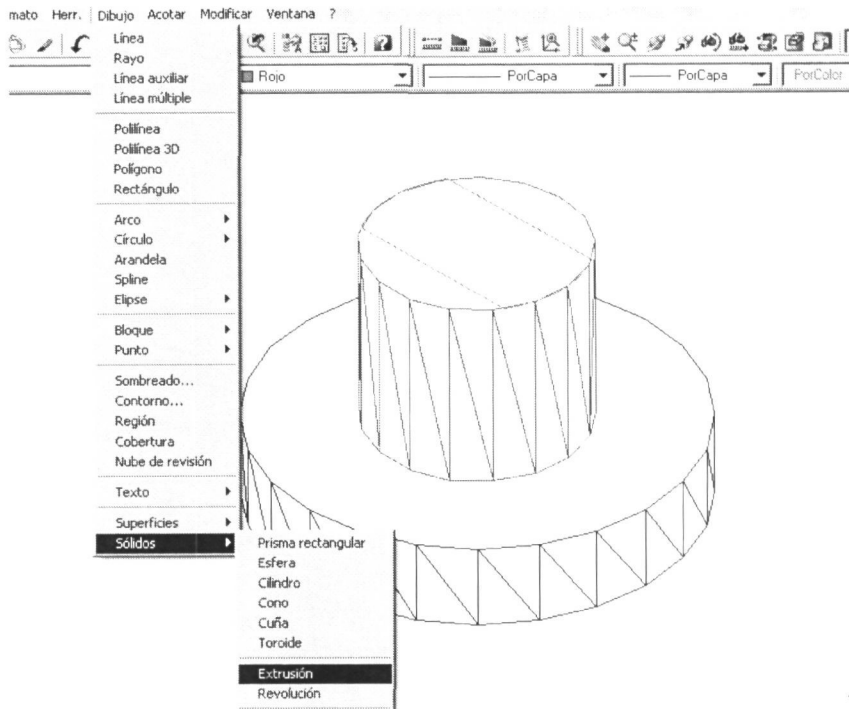 mato Herr. Dibujo Acotar Modificar Ventana ?
Rojo PorCapa PorCapa PorColor
Línea
Rayo
Línea auxiliar
Línea múltiple
Polilínea
Polilínea 3D
Polígono
Rectángulo
Arco
Círculo
Arandela
Spline
Elipse
Bloque
Punto
Sombreado...
Contorno...
Región
Cobertura
Nube de revisión
Texto
Superficies
Sólidos
Prisma rectangular
Esfera
Cilindro
Cono
Cuña
Toroide
Extrusión
Revolución